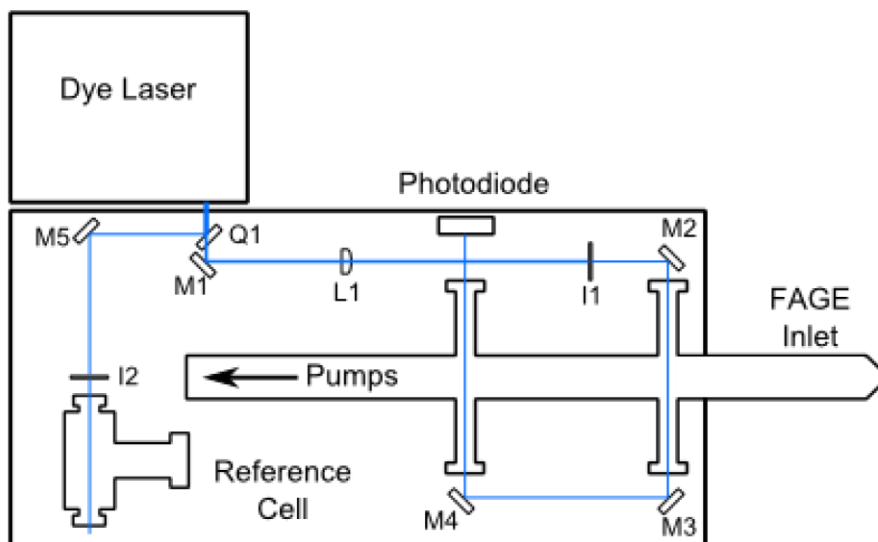 Dye Laser
Photodiode
M5
Q1
M2
M1
L1
I1
FAGE
Inlet
I2
Pumps
Reference
Cell
M4
M3